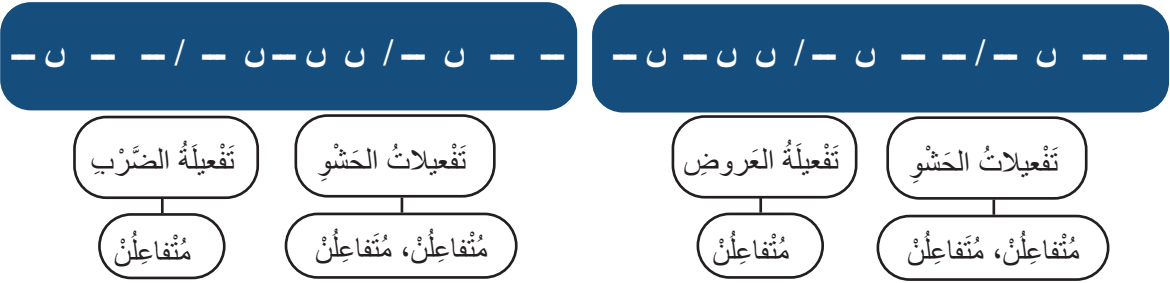 – – ں – / – – ں – / ں ں – ں –
– – ں – / ں ں – ں – / – – ں –
تَفْعيلاتُ الحَشْوِ
تَفْعيلَةُ العَروضِ
تَفْعيلاتُ الحَشْوِ
تَفْعيلَةُ الضَّرْبِ
مُتْفاعِلُنْ، مُتَفاعِلُنْ
مُتْفاعِلُنْ
مُتْفاعِلُنْ، مُتَفاعِلُنْ
مُتْفاعِلُنْ